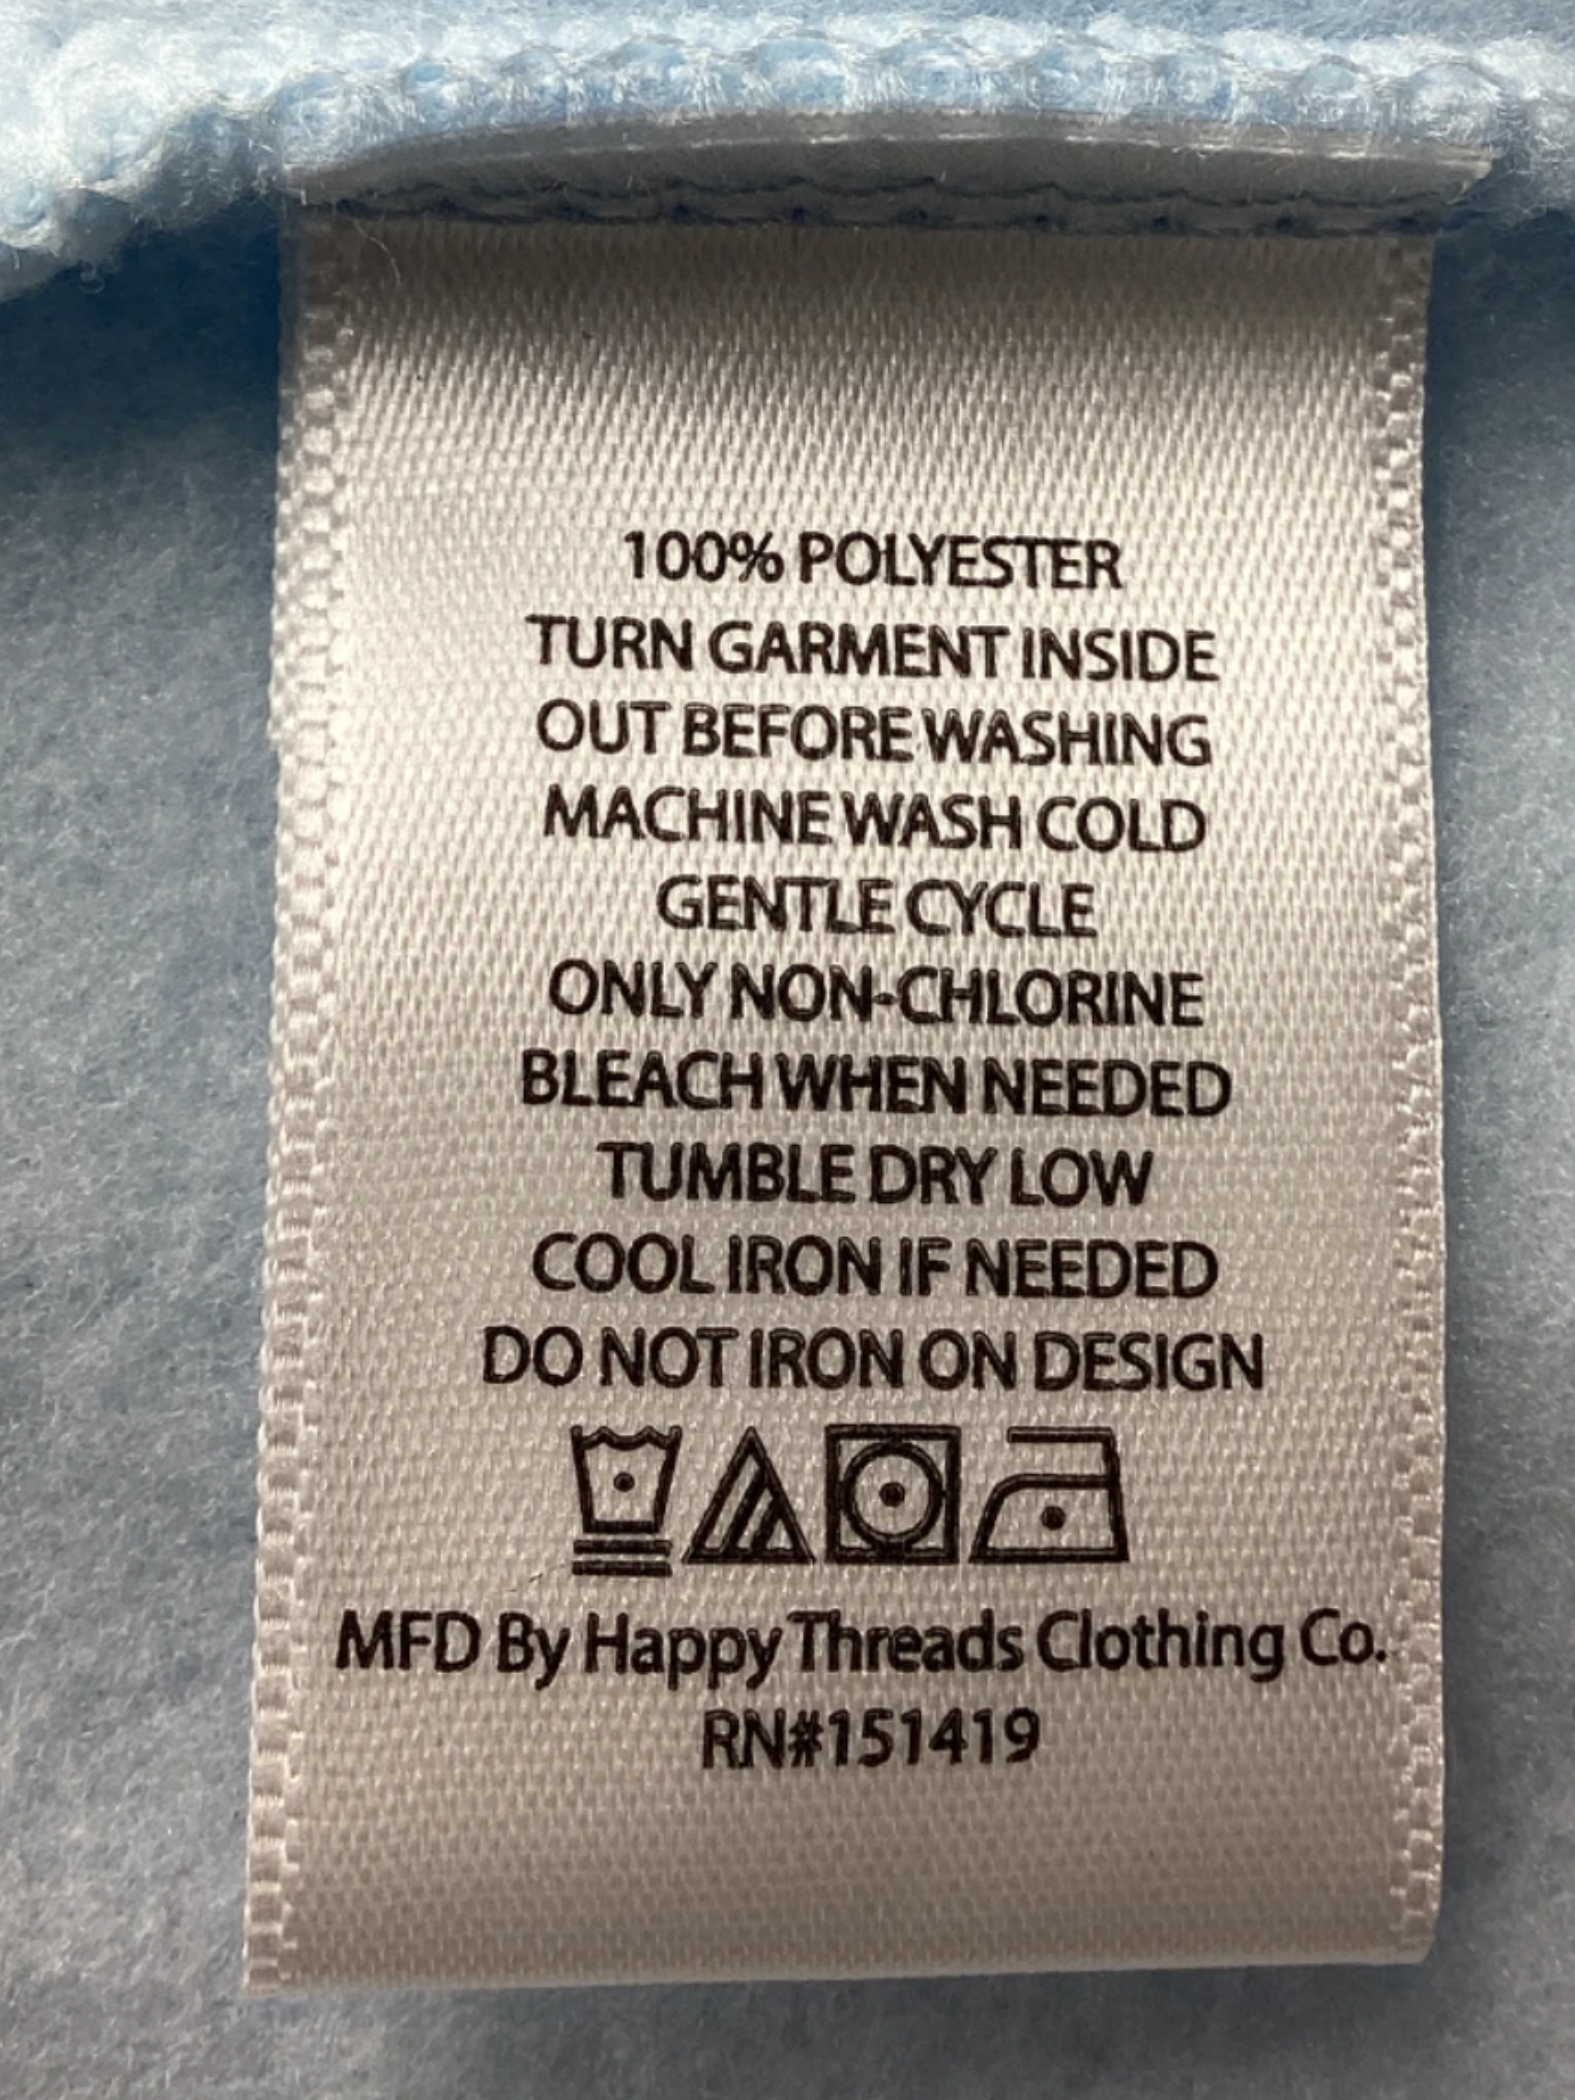 100% POLYESTER
TURN GARMENT INSIDE
OUT BEFORE WASHING
MACHINE WASH COLD
GENTLE CYCLE
ONLY NON-CHLORINE
BLEACH WHEN NEEDED
TUMBLE DRY LOW
COOL IRON IF NEEDED
DO NOT IRON ON DESIGN
MFD By Happy Threads Clothing Co.
RN#151419